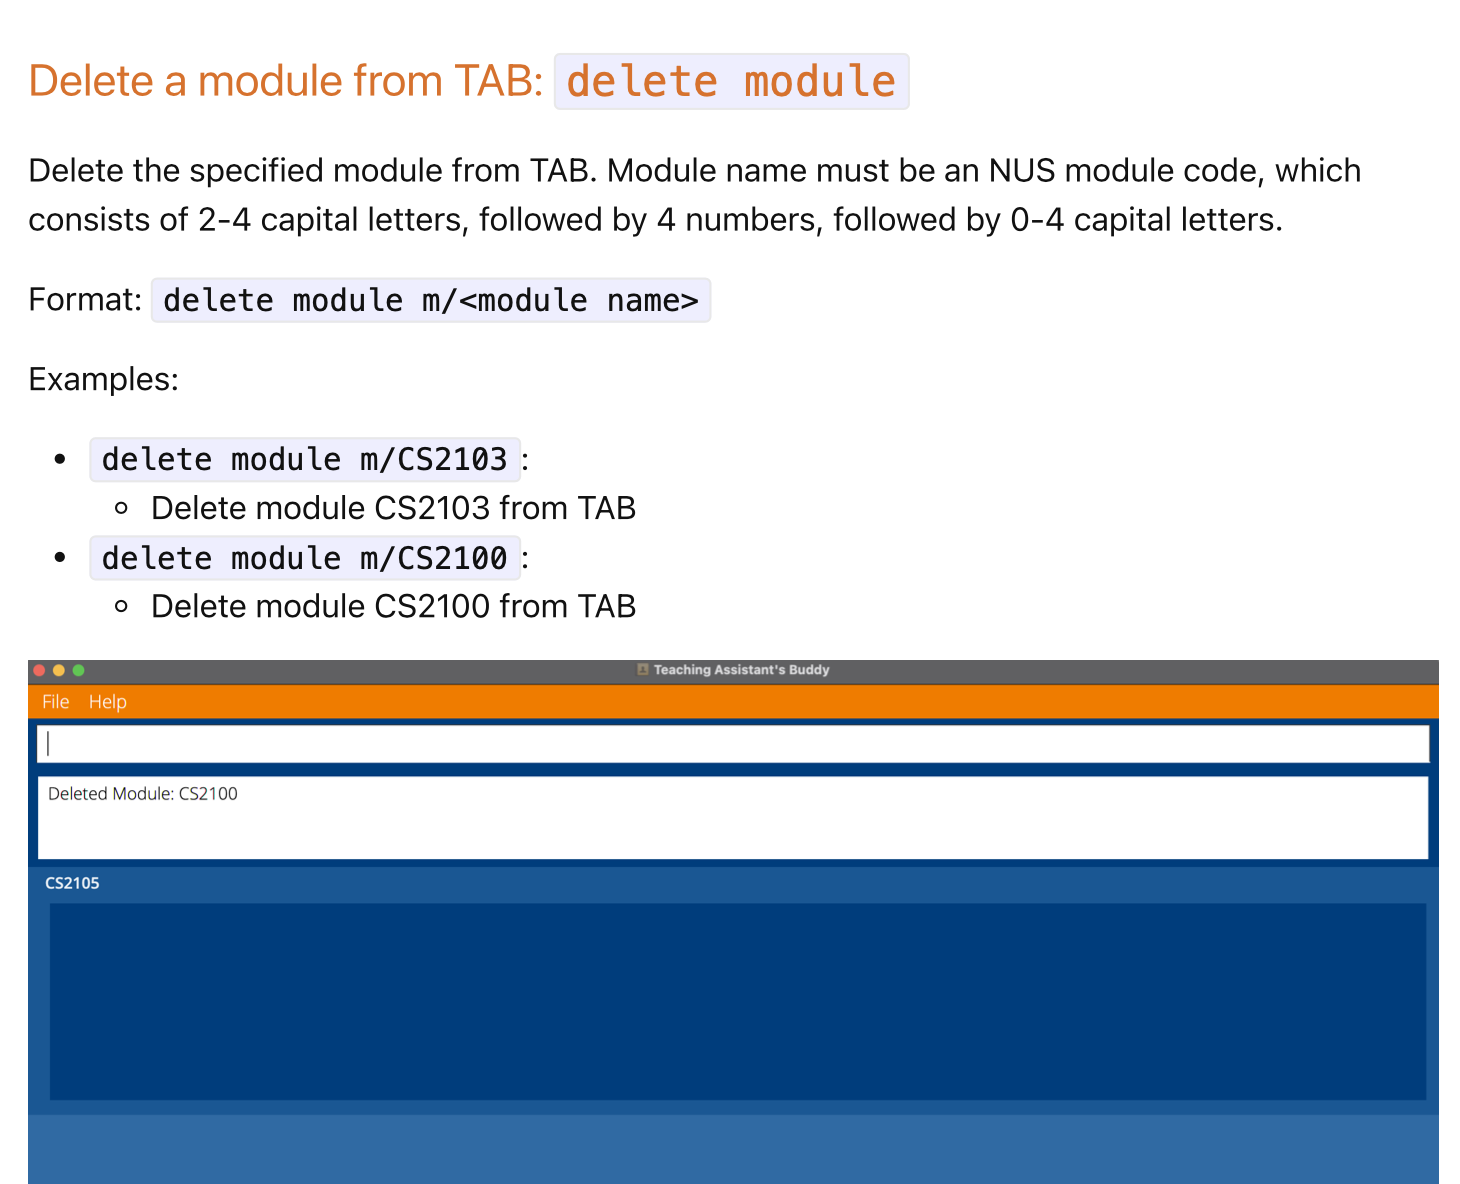 Delete a module from TAB: delete module
Delete the specified module from TAB. Module name must be an NUS module code, which
consists of 2-4 capital letters, followed by 4 numbers, followed by 0-4 capital letters.
Format: delete module m/<module name>
Examples:
• delete module m/CS2103:
◦ Delete module CS2103 from TAB
• delete module m/CS2100:
◦ Delete module CS2100 from TAB
Teaching Assistant's Buddy
File Help
Deleted Module: CS2100
CS2105